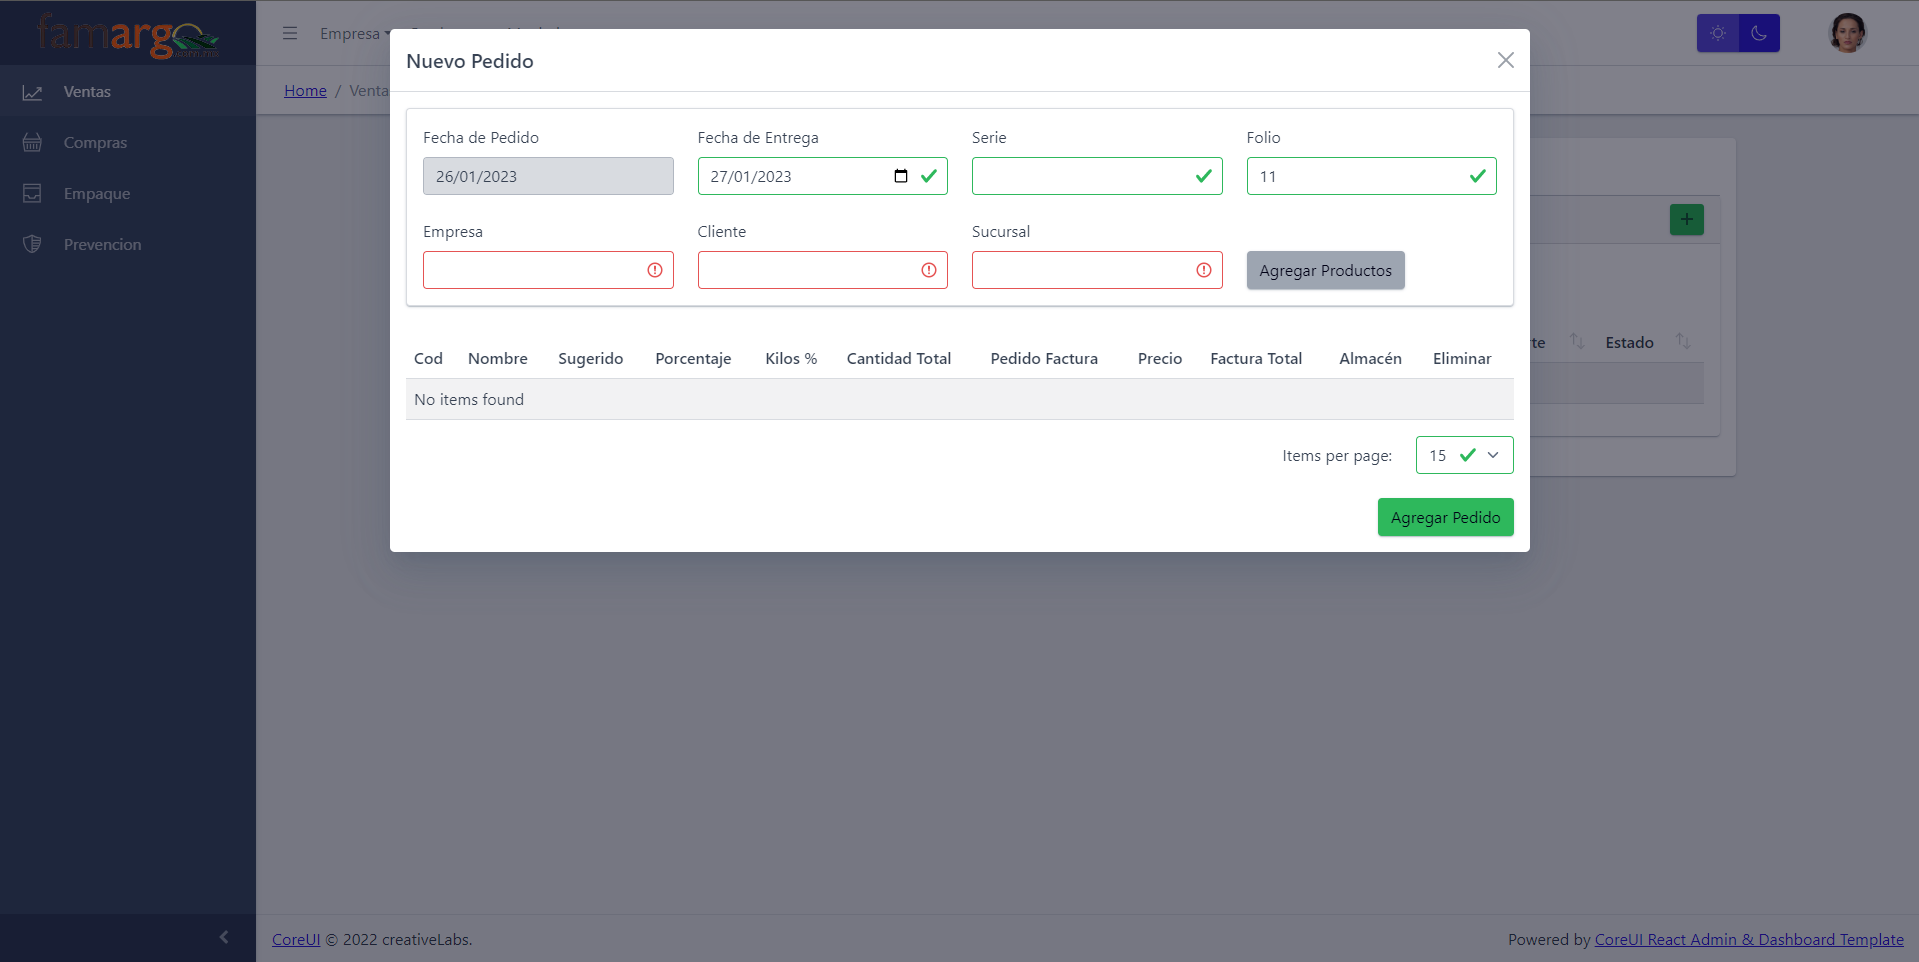 famargo
Empresa
Ventas
Compras
Empaque
Prevencion
Home / Venta
Nuevo Pedido
Fecha de Pedido
Fecha de Entrega
Serie
Folio
26/01/2023
27/01/2023
11
Empresa
Cliente
Sucursal
Agregar Productos
Cod Nombre Sugerido Porcentaje Kilos % Cantidad Total Pedido Factura Precio Factura Total Almacén Eliminar
No items found
Items per page: 15
Agregar Pedido
+
te Estado
CoreUI © 2022 creativeLabs.
Powered by CoreUI React Admin & Dashboard Template